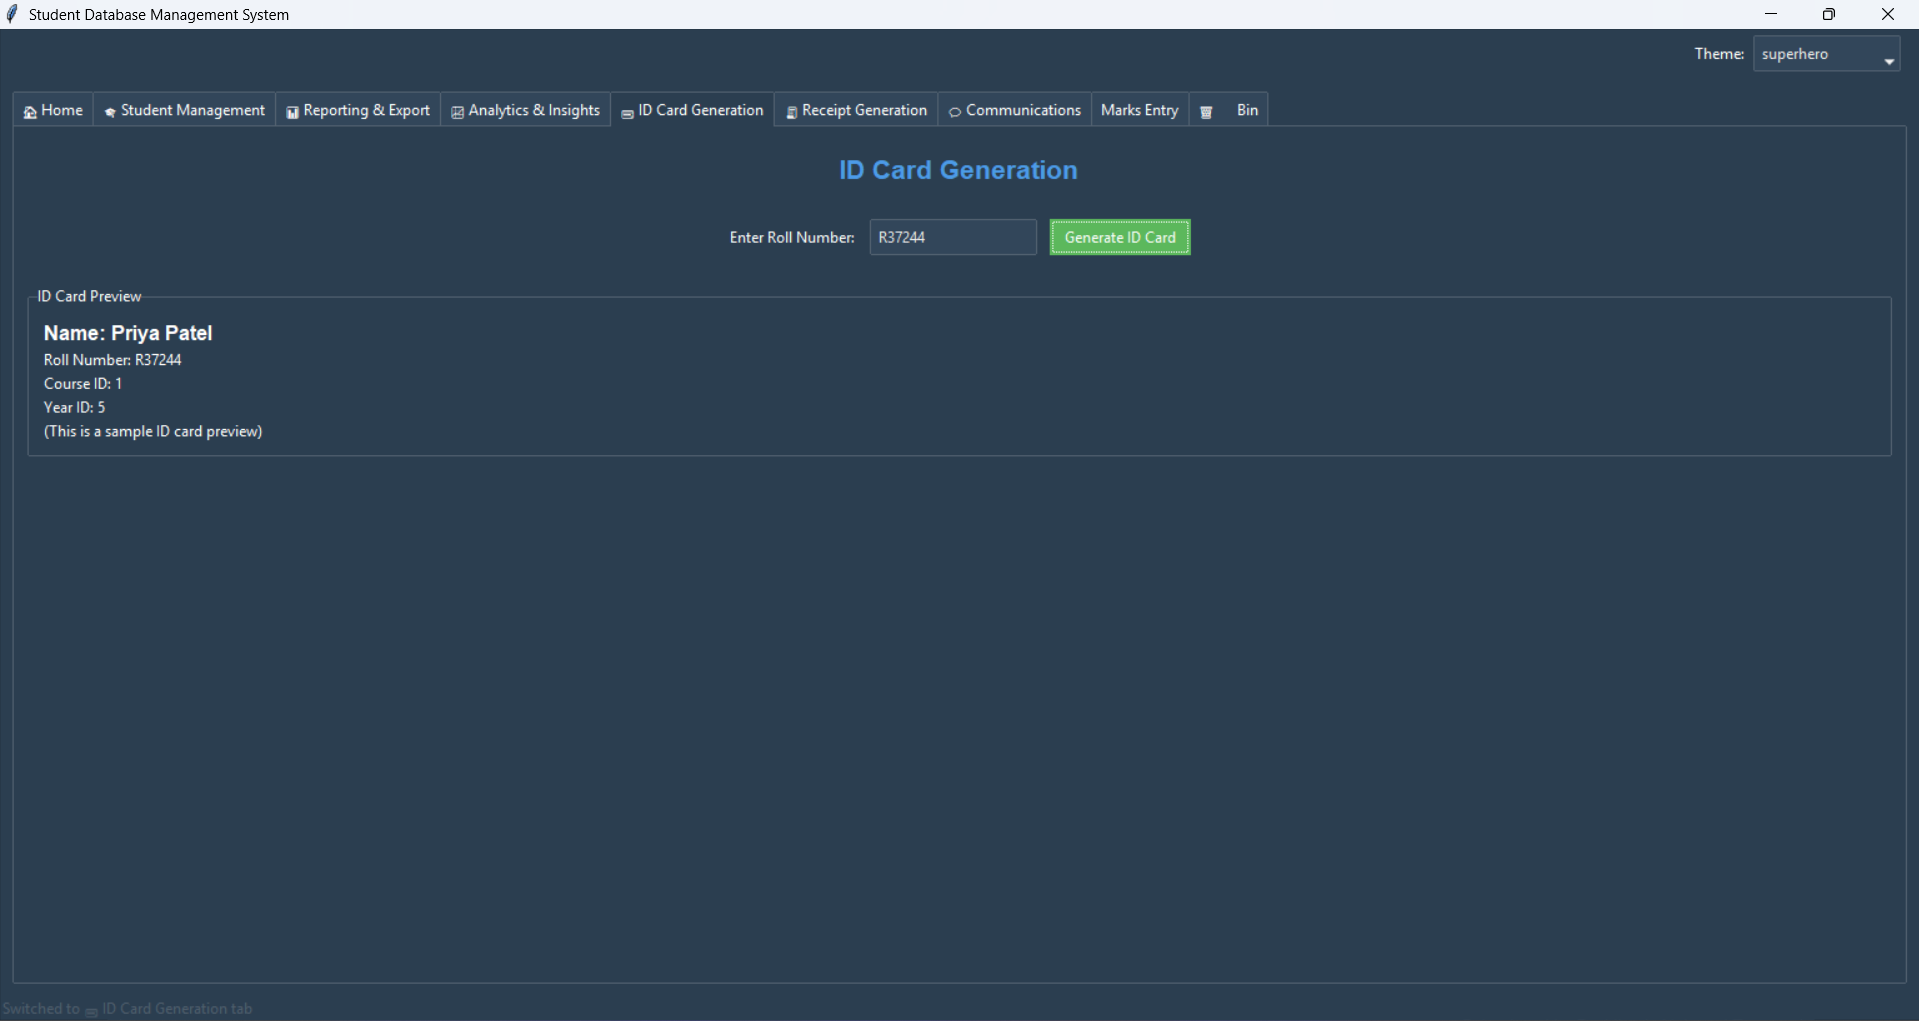 Student Database Management System
Theme: superhero
Home Student Management Reporting & Export Analytics & Insights ID Card Generation Receipt Generation Communications Marks Entry Bin
ID Card Generation
Enter Roll Number: R37244 Generate ID Card
ID Card Preview
Name: Priya Patel
Roll Number: R37244
Course ID: 1
Year ID: 5
(This is a sample ID card preview)
Switched to ID Card Generation tab